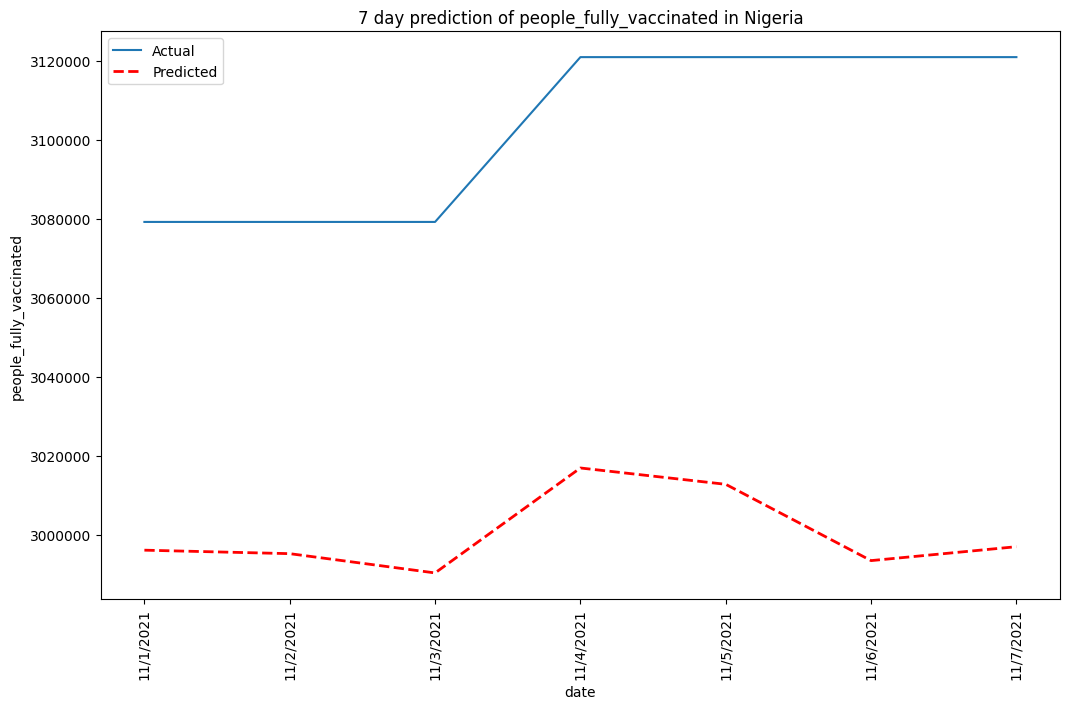 7 day prediction of people_fully_vaccinated in Nigeria
Actual
Predicted
people_fully_vaccinated
3120000
3100000
3080000
3060000
3040000
3020000
3000000
11/1/2021
11/2/2021
11/3/2021
11/4/2021
11/5/2021
11/6/2021
11/7/2021
date